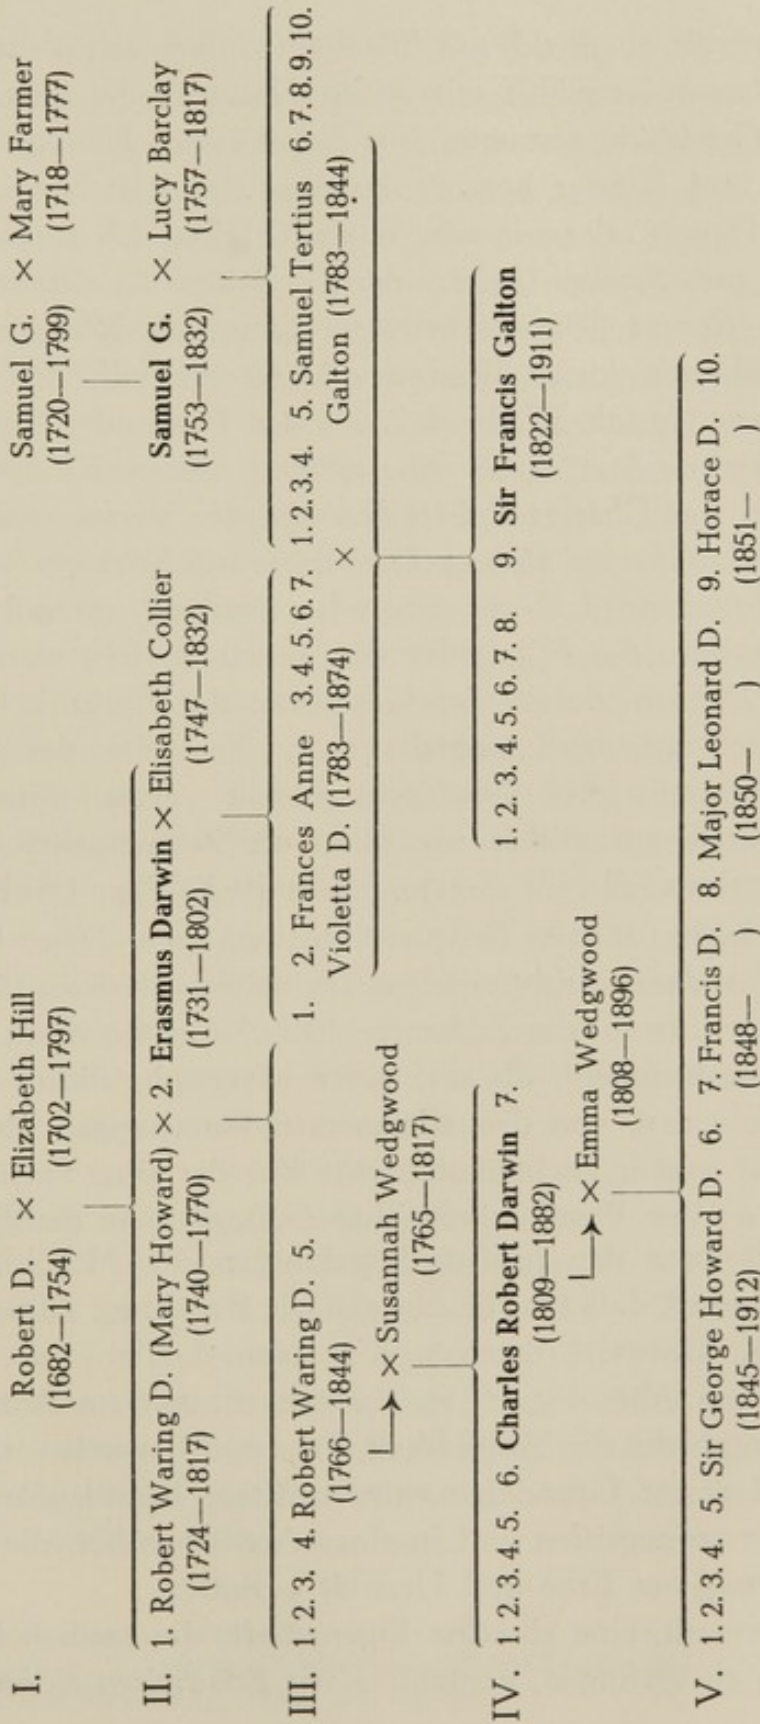 I. Robert D. × Elizabeth Hill Samuel G. × Mary Farmer
(1682—1754) (1702—1797) (1720—1799) (1718—1777)
II. 1. Robert Waring D. (Mary Howard) × 2. Erasmus Darwin × Elisabeth Collier Samuel G. × Lucy Barclay
(1724—1817) (1740—1770) (1731—1802) (1747—1832) (1753—1832) (1757—1817)
III. 1. 2. 3. 4. Robert Waring D. 5. 1. 2. Frances Anne 3. 4. 5. 6. 7. 1. 2. 3. 4. 5. Samuel Tertius 6. 7. 8. 9. 10.
(1766—1844) Violetta D. (1783—1874) × Galton (1783—1844)
× Susannah Wedgwood
(1765—1817)
IV. 1. 2. 3. 4. 5. 6. Charles Robert Darwin 7. 1. 2. 3. 4. 5. 6. 7. 8. 9. Sir Francis Galton
(1809—1882) (1822—1911)
× Emma Wedgwood
(1808—1896)
V. 1. 2. 3. 4. 5. Sir George Howard D. 6. 7. Francis D. 8. Major Leonard D. 9. Horace D. 10.
(1845—1912) (1848— ) (1850— ) (1851— )